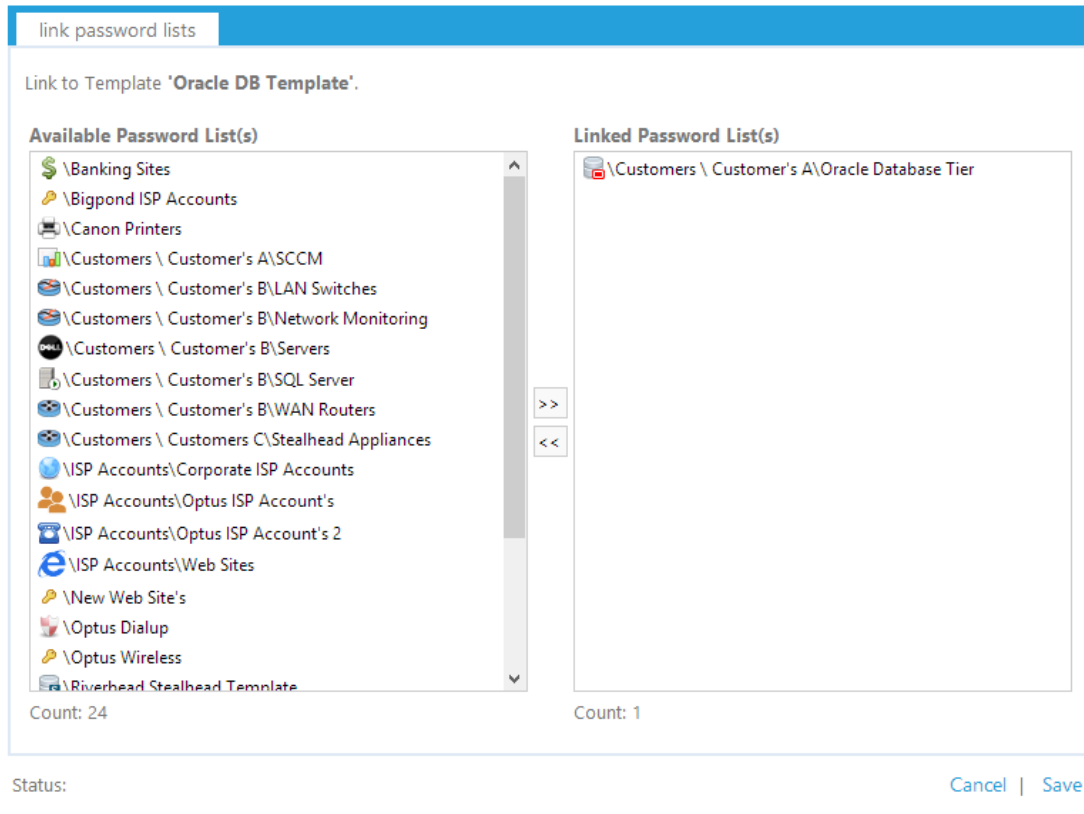 link password lists
Link to Template 'Oracle DB Template'.
Available Password List(s)
\Banking Sites
\Bigpond ISP Accounts
\Canon Printers
\Customers \ Customer's A\SCCM
\Customers \ Customer's B\LAN Switches
\Customers \ Customer's B\Network Monitoring
DELL \Customers \ Customer's B\Servers
\Customers \ Customer's B\SQL Server
\Customers \ Customer's B\WAN Routers
\Customers \ Customers C\Stealhead Appliances
\ISP Accounts\Corporate ISP Accounts
\ISP Accounts\Optus ISP Account's
\ISP Accounts\Optus ISP Account's 2
\ISP Accounts\Web Sites
\New Web Site's
\Optus Dialup
\Optus Wireless
\Riverhead Stealhead Template
Count: 24
>>
<<
Linked Password List(s)
\Customers \ Customer's A\Oracle Database Tier
Count: 1
Status:
Cancel | Save